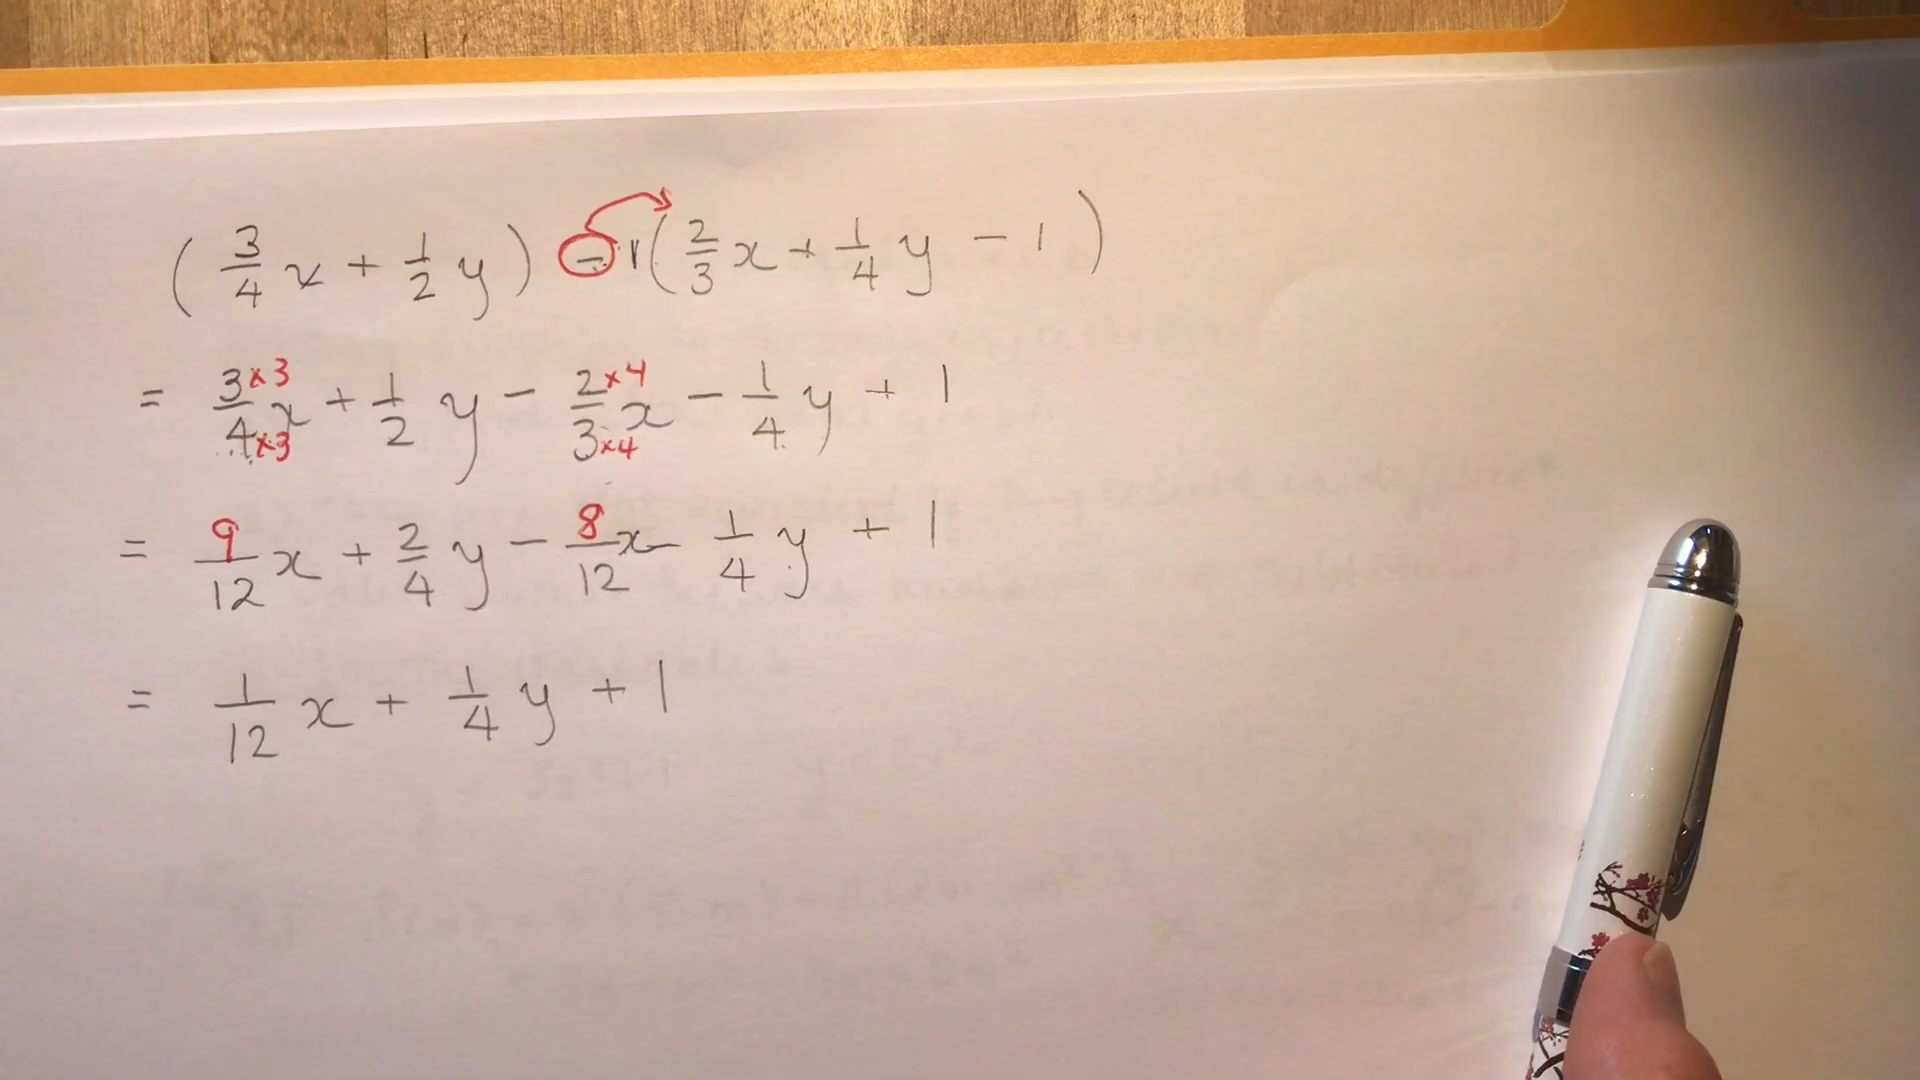 (3/4 x + 1/2 y) - 1(2/3 x + 1/4 y - 1)
= 3×3/4×3 x + 1/2 y - 2×4/3×4 x - 1/4 y + 1
= 9/12 x + 2/4 y - 8/12 x - 1/4 y + 1
= 1/12 x + 1/4 y + 1